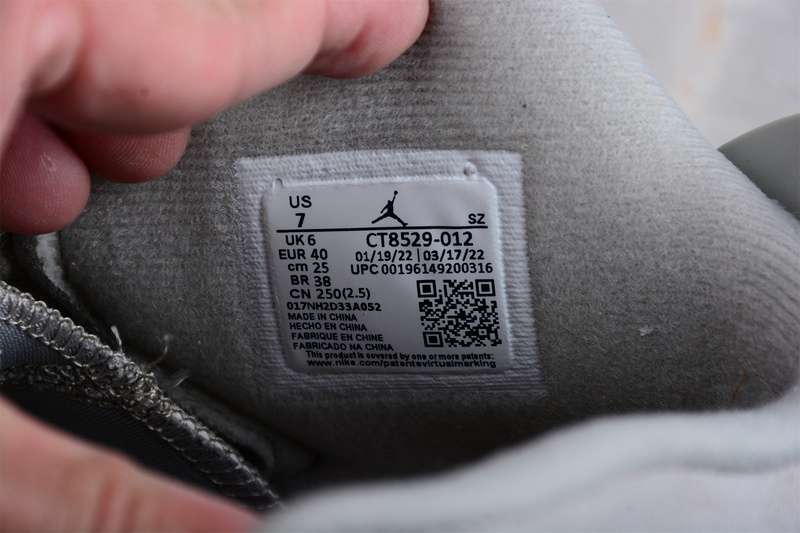 US
7
SZ
UK 6
CT8529-012
EUR 40
01/19/22 | 03/17/22
cm 25
UPC 00196149200316
BR 38
CN 250(2.5)
017NH2D33A052
MADE IN CHINA
HECHO EN CHINA
FABRIQUE EN CHINE
FABRICADO NA CHINA
This product is covered by one or more patents:
www.nike.com/patentsvirtualmarking